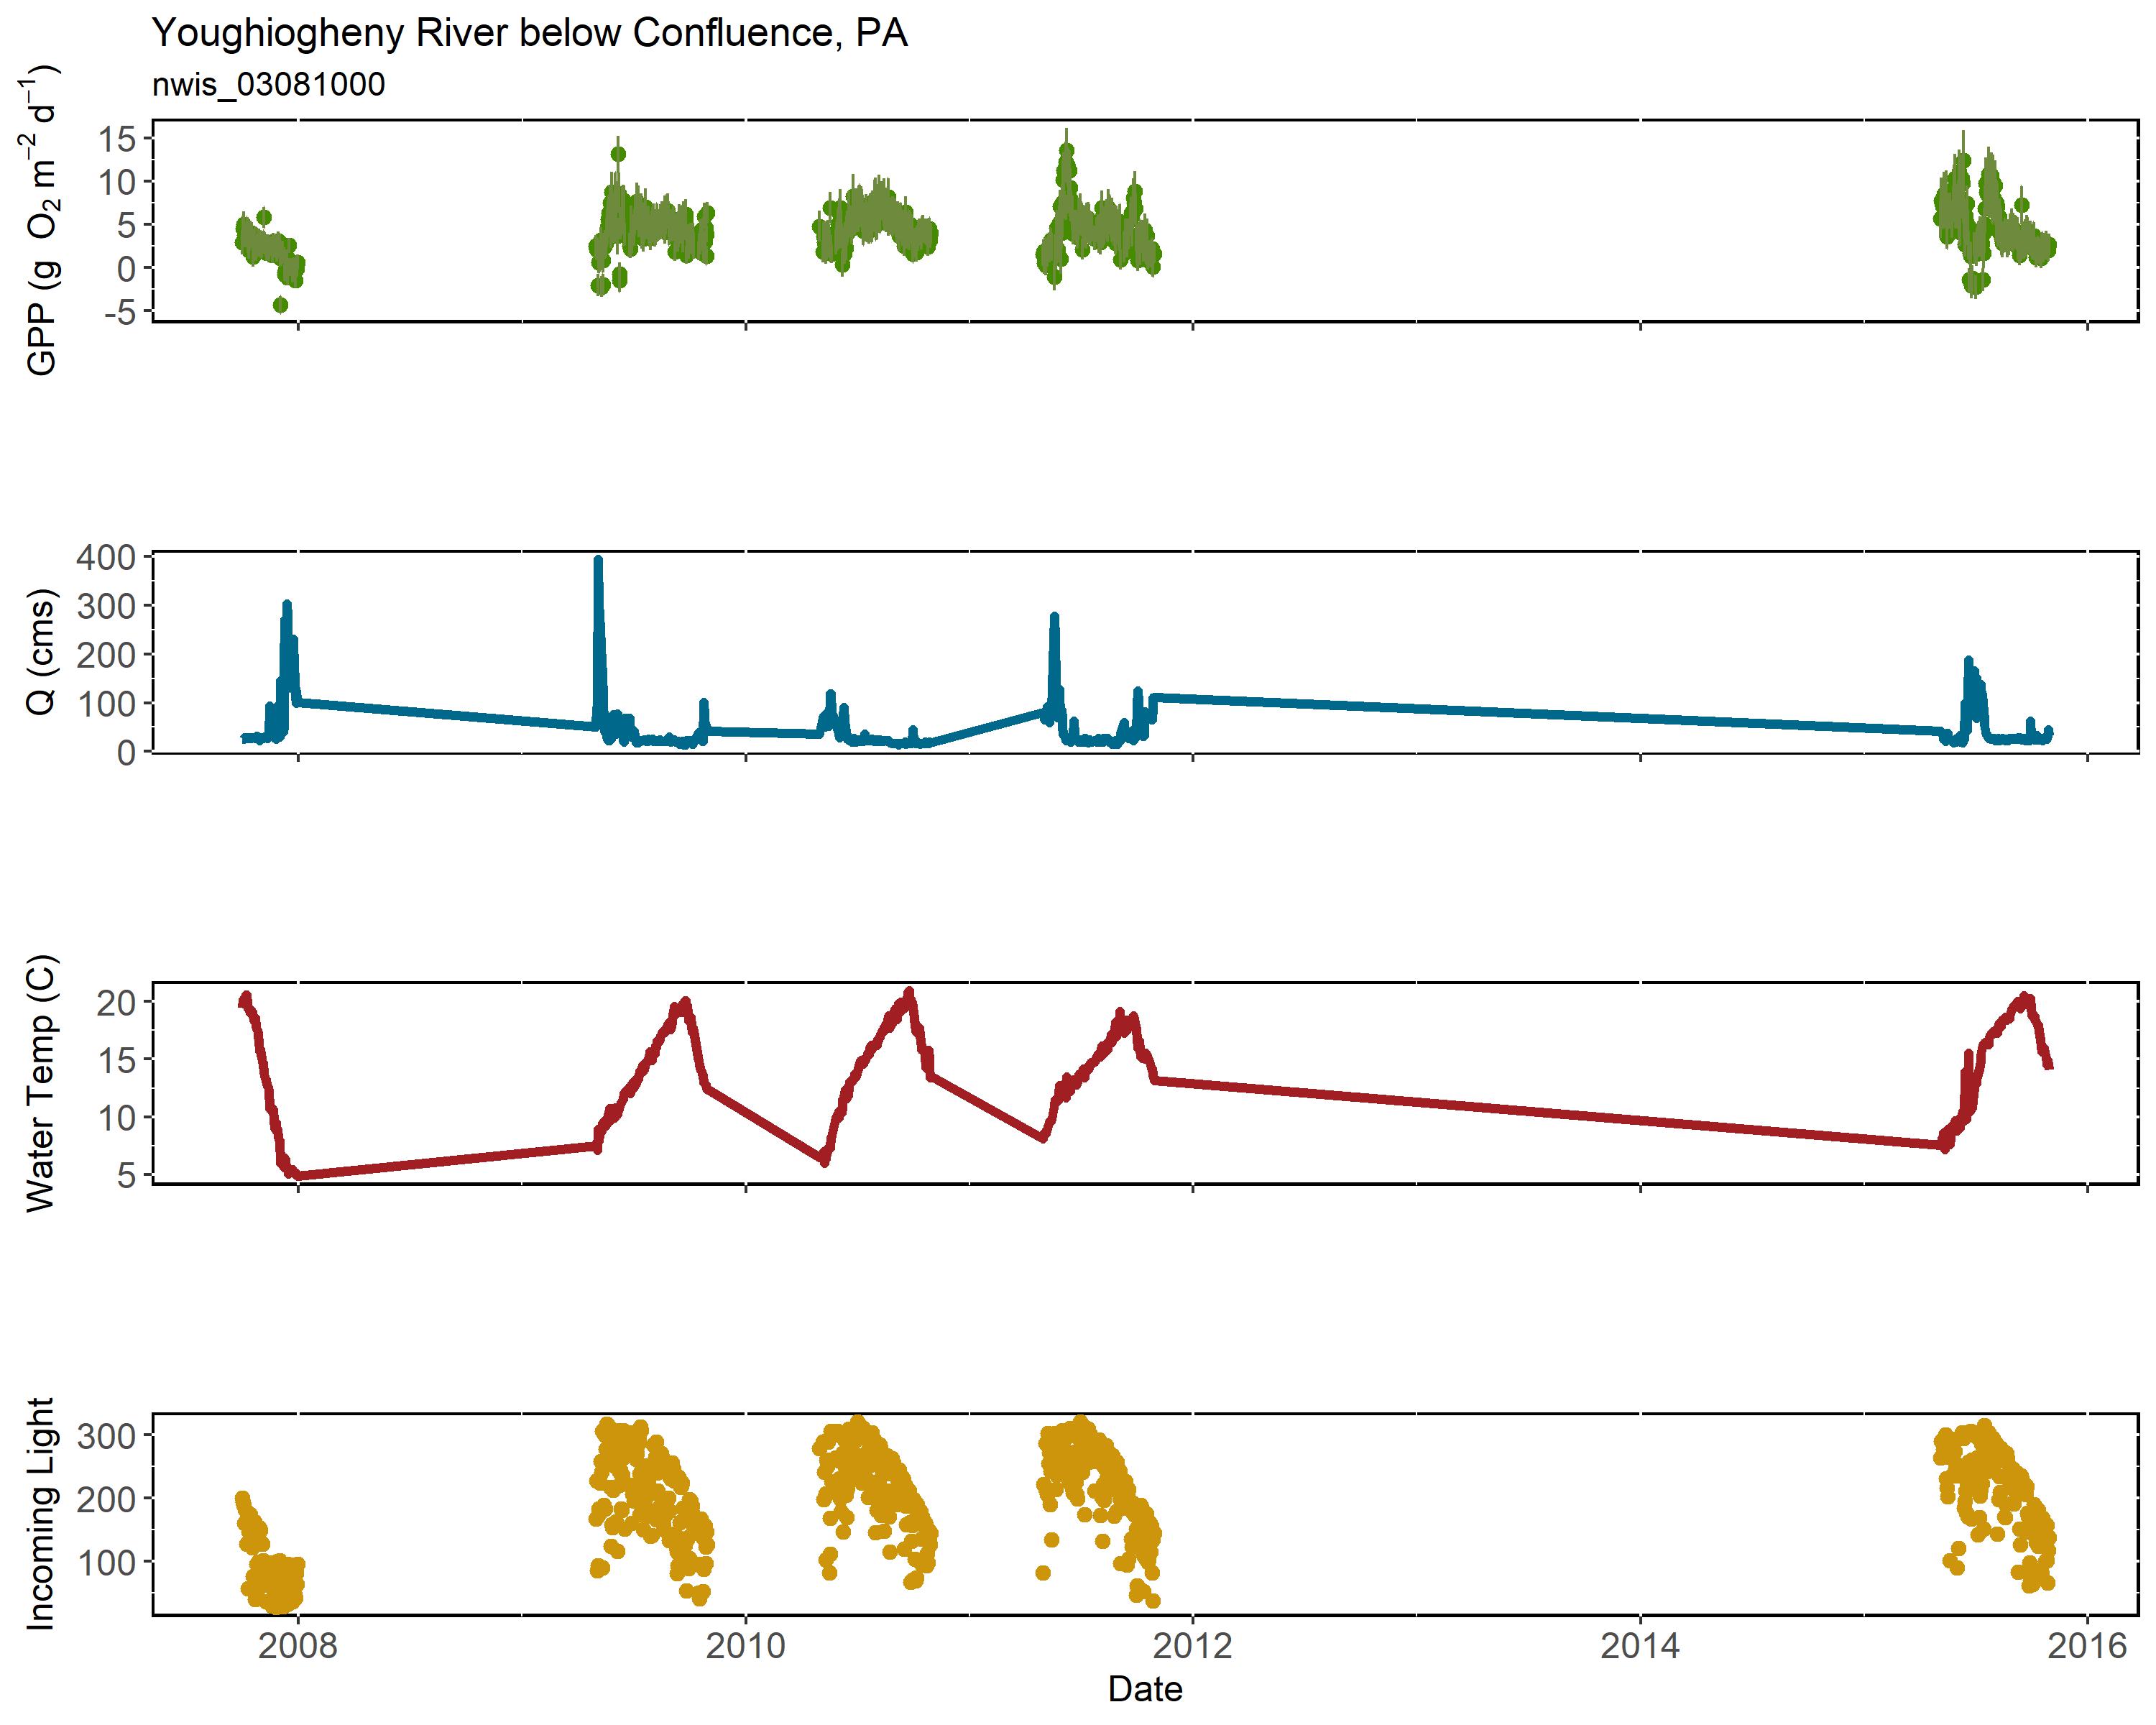 Youghiogheny River below Confluence, PA
nwis_03081000
GPP (g O₂ m⁻² d⁻¹)
15
10
5
0
-5
Q (cms)
400
300
200
100
0
Water Temp (C)
20
15
10
5
Incoming Light
300
200
100
2008 2010 2012 2014 2016
Date